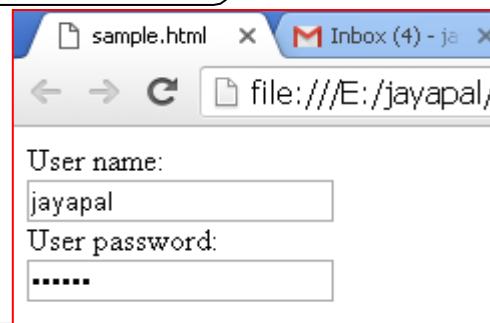 sample.html
Inbox (4) - ja
file:///E:/jayapal/
User name:
jayapal
User password:
••••••